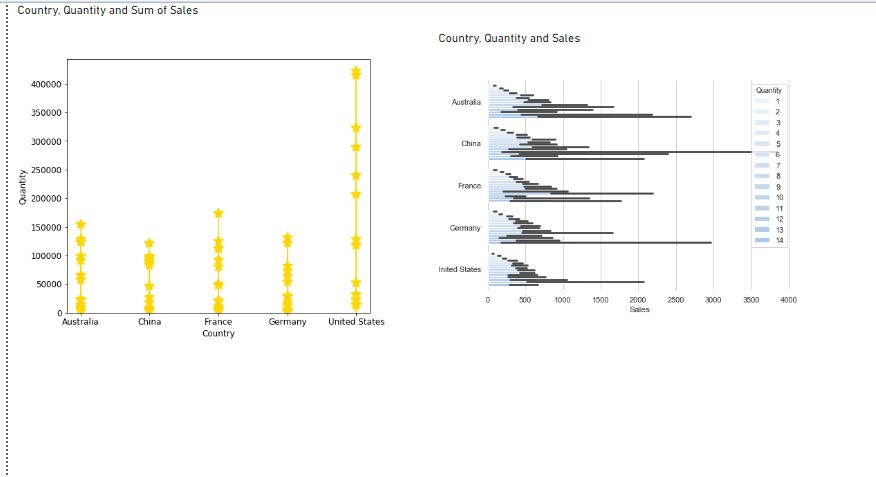 Country, Quantity and Sum of Sales
Country, Quantity and Sales
400000
350000
300000
250000
200000
150000
100000
50000
0
Quantity
Australia China France Germany United States
Country
Australia
China
France
Germany
Inited States
0 500 1000 1500 2000 2500 3000 3500 4000
Sales
Quantity
1
2
3
4
5
6
7
8
9
10
11
12
13
14